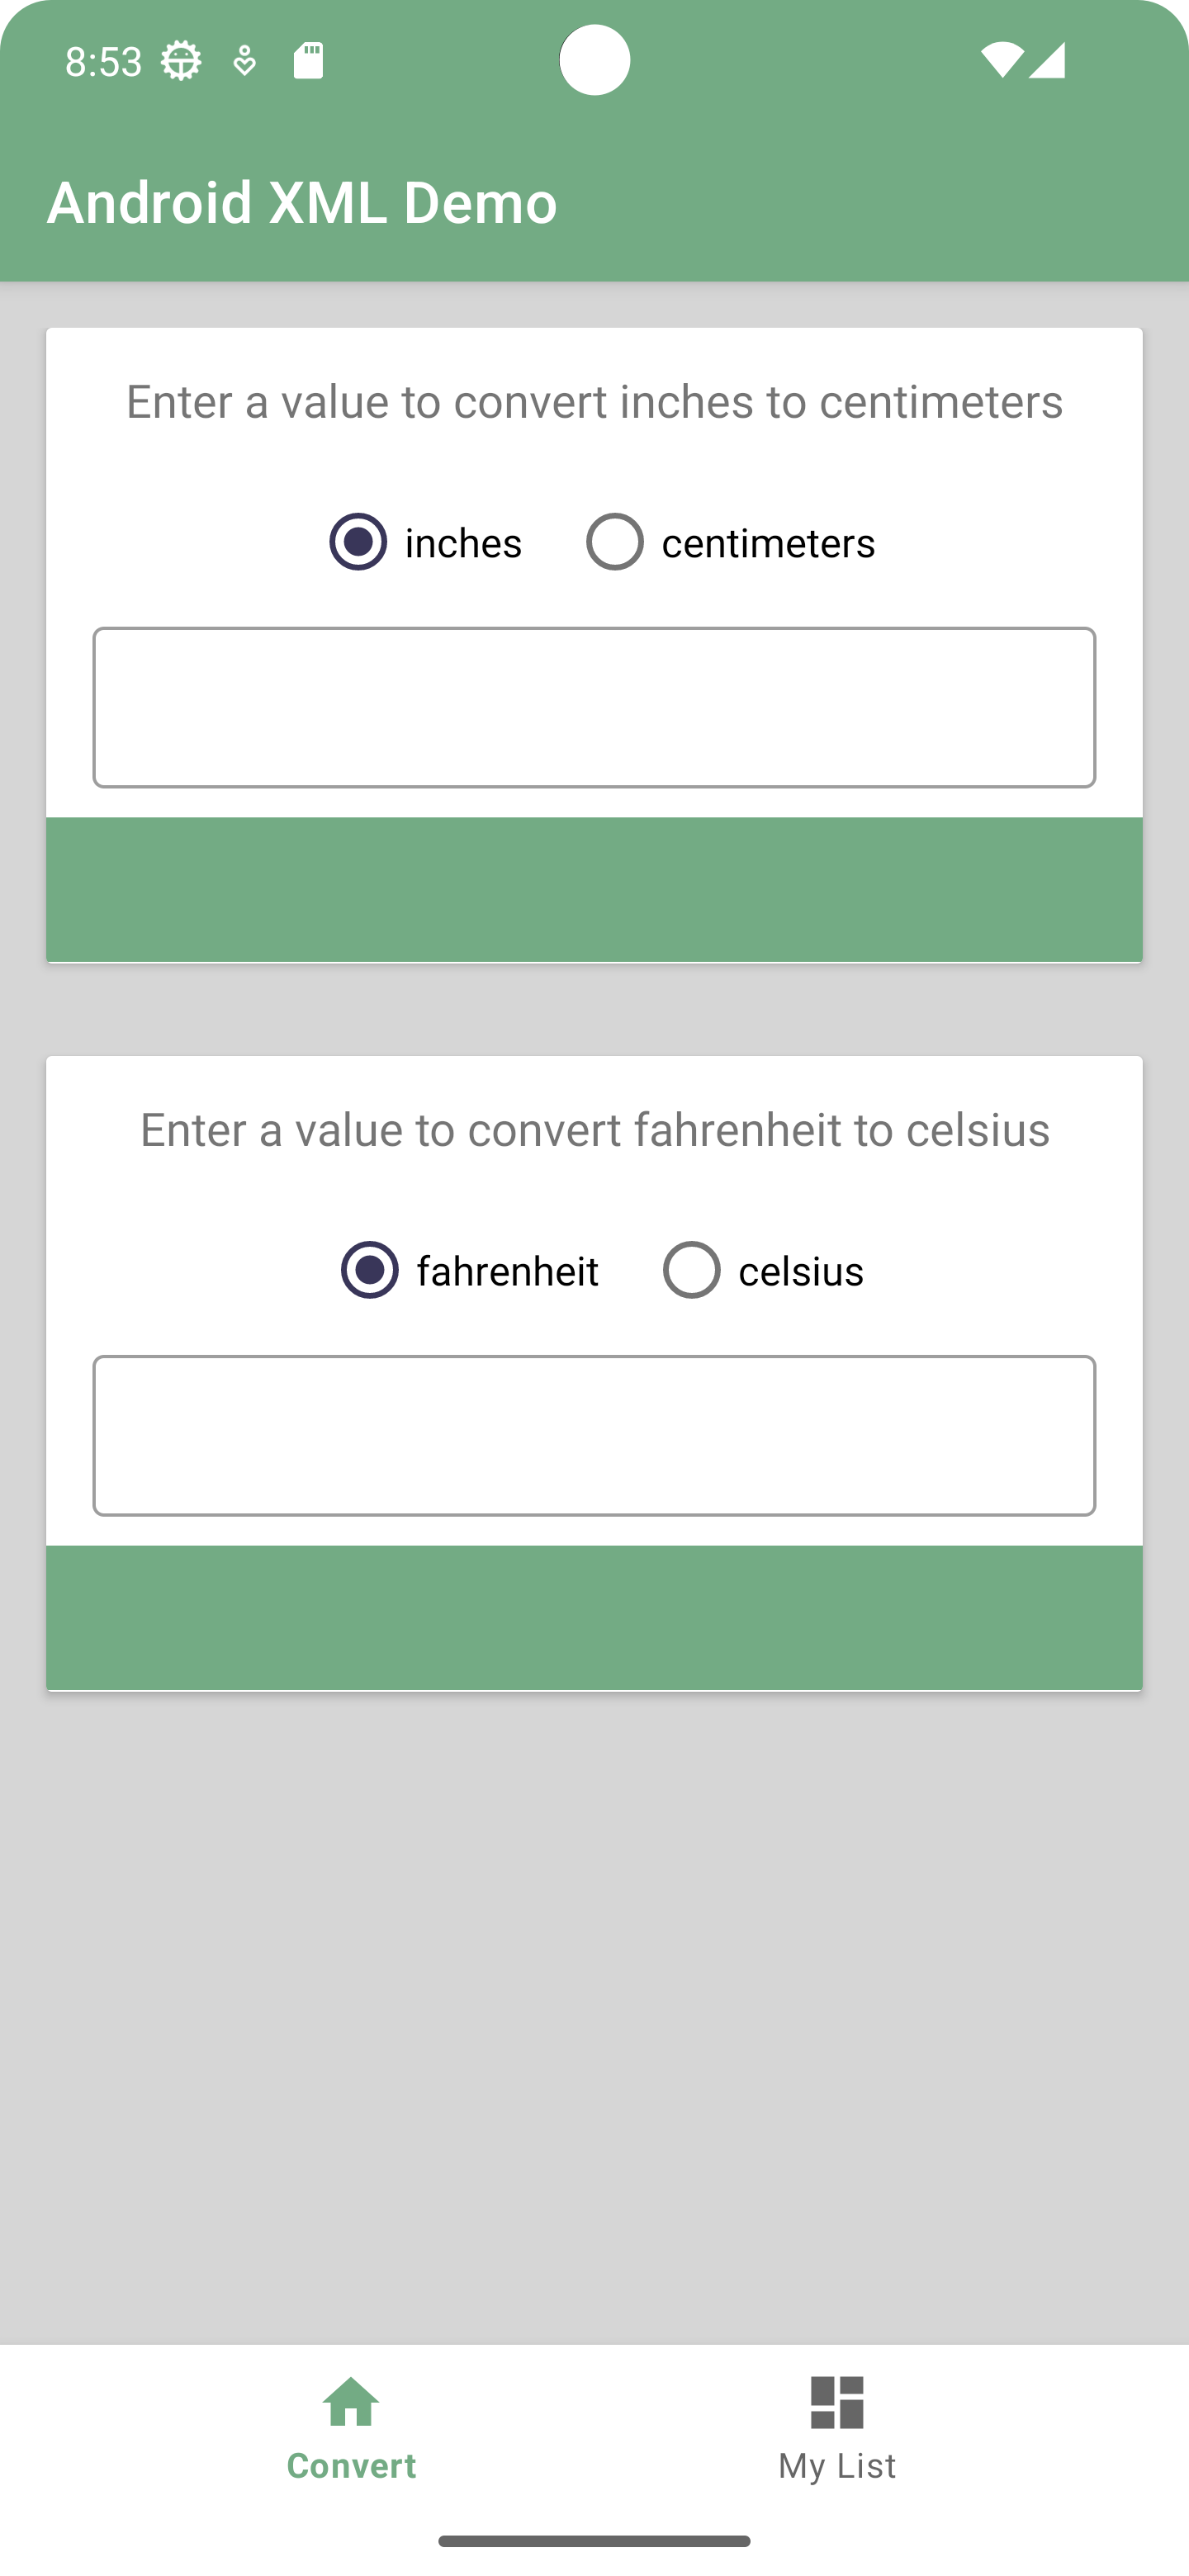 8:53
Android XML Demo
Enter a value to convert inches to centimeters
inches centimeters
Enter a value to convert fahrenheit to celsius
fahrenheit celsius
Convert My List